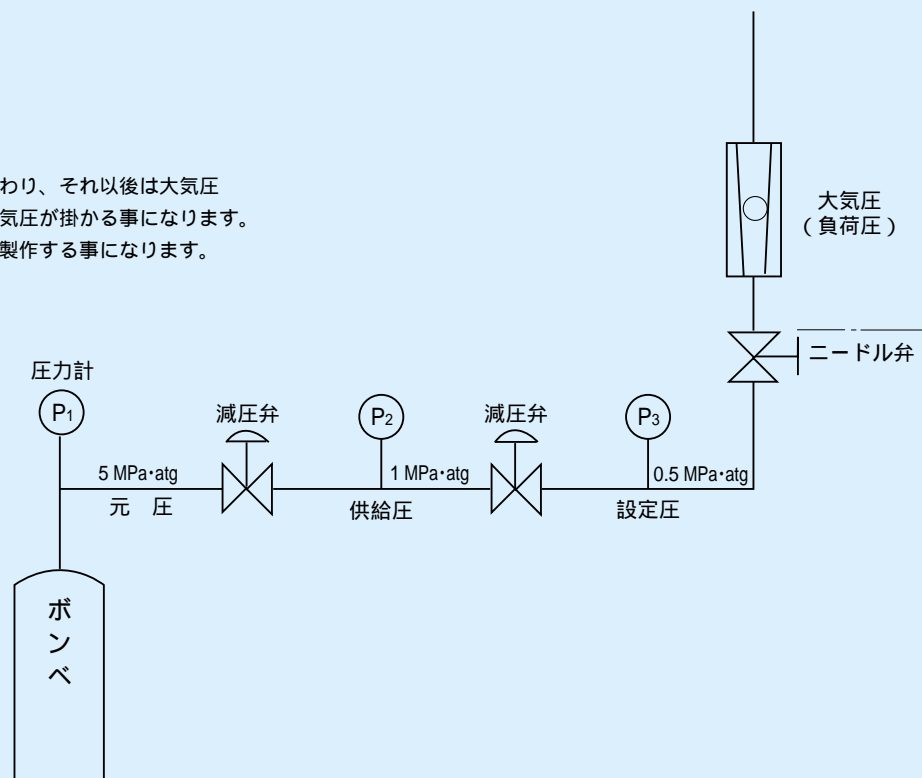 わり、それ以後は大気圧
気圧が掛かる事になります。
製作する事になります。
大気圧
(負荷圧)
ニードル弁
圧力計
P1
減圧弁
P2
減圧弁
P3
5 MPa・atg
1 MPa・atg
0.5 MPa・atg
元 圧
供給圧
設定圧
ボンベ